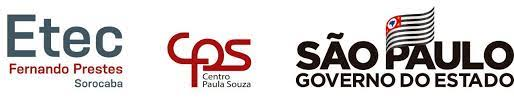 Etec
Fernando Prestes
Sorocaba
cps
Centro
Paula Souza
SÃO PAULO
GOVERNO DO ESTADO